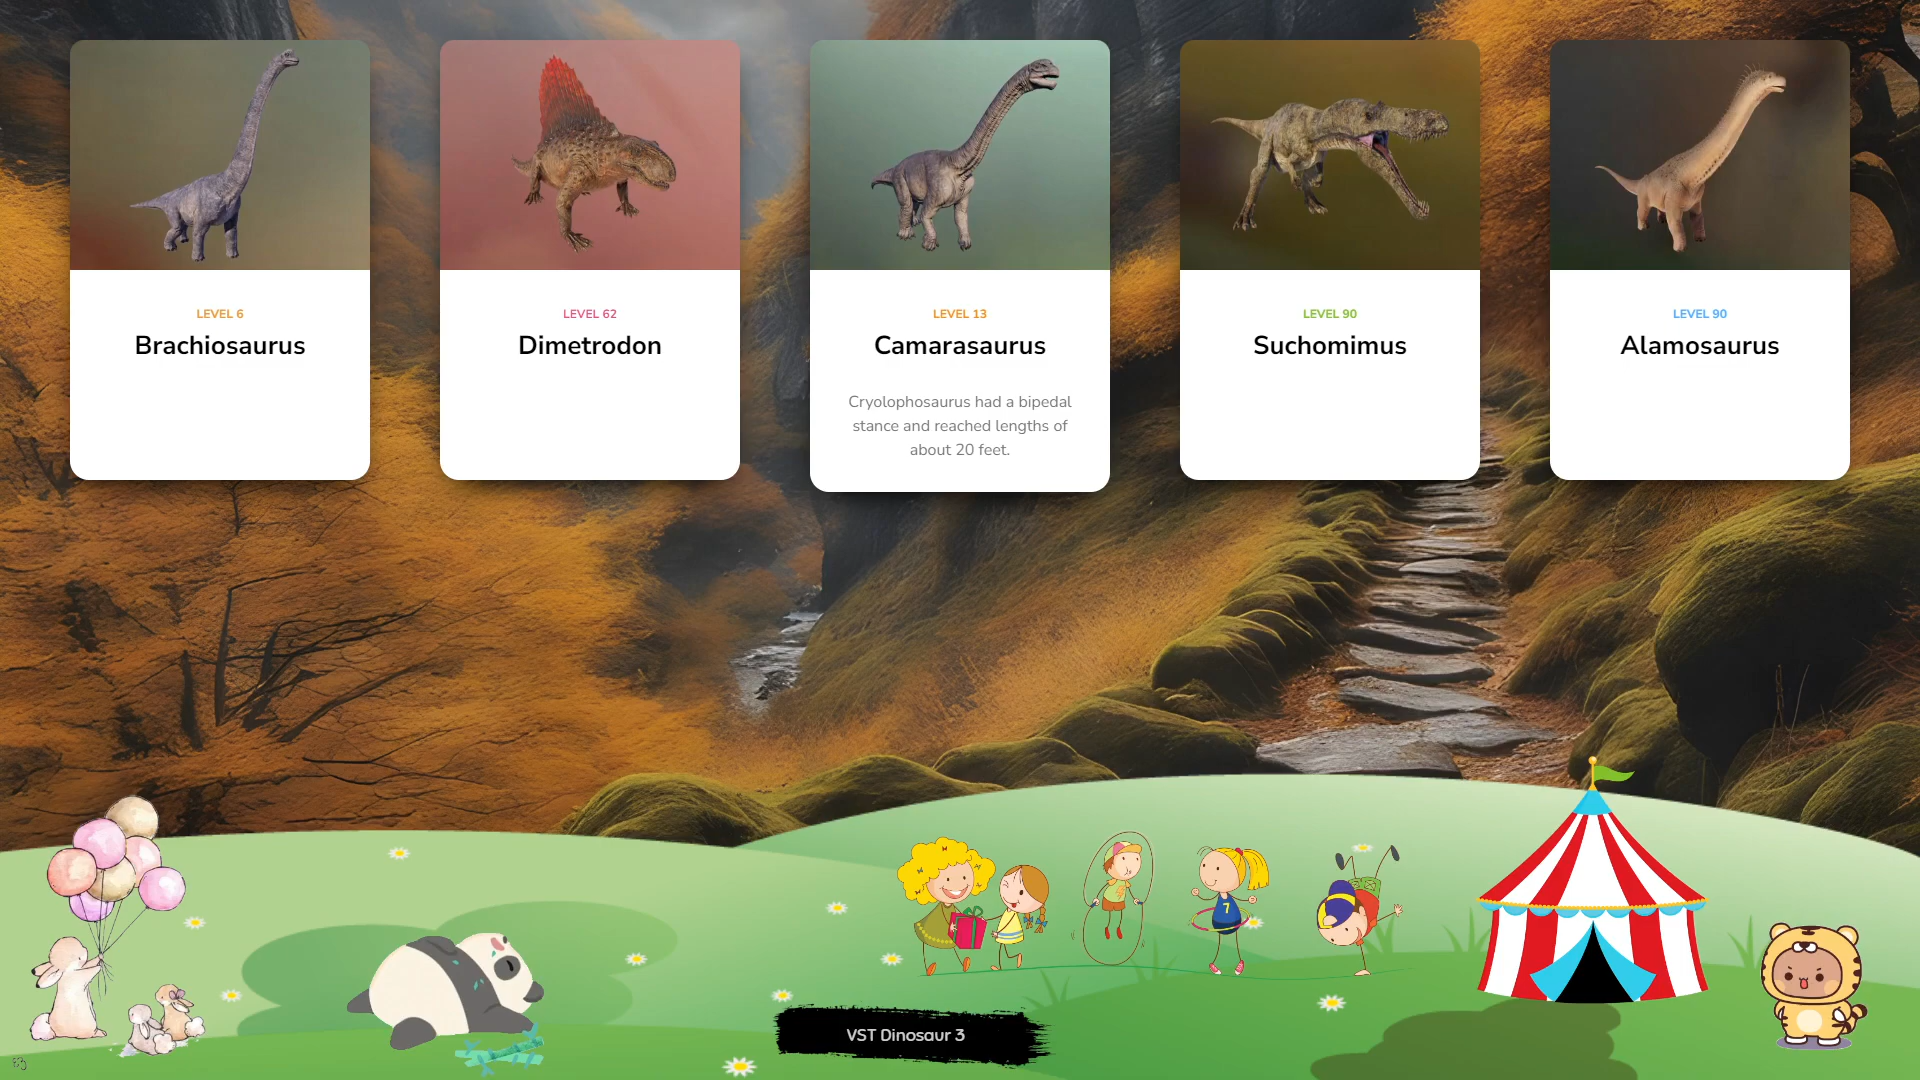 LEVEL 6
Brachiosaurus
LEVEL 62
Dimetrodon
LEVEL 13
Camarasaurus
Cryolophosaurus had a bipedal
stance and reached lengths of
about 20 feet.
LEVEL 90
Suchomimus
LEVEL 90
Alamosaurus
7
VST Dinosaur 3